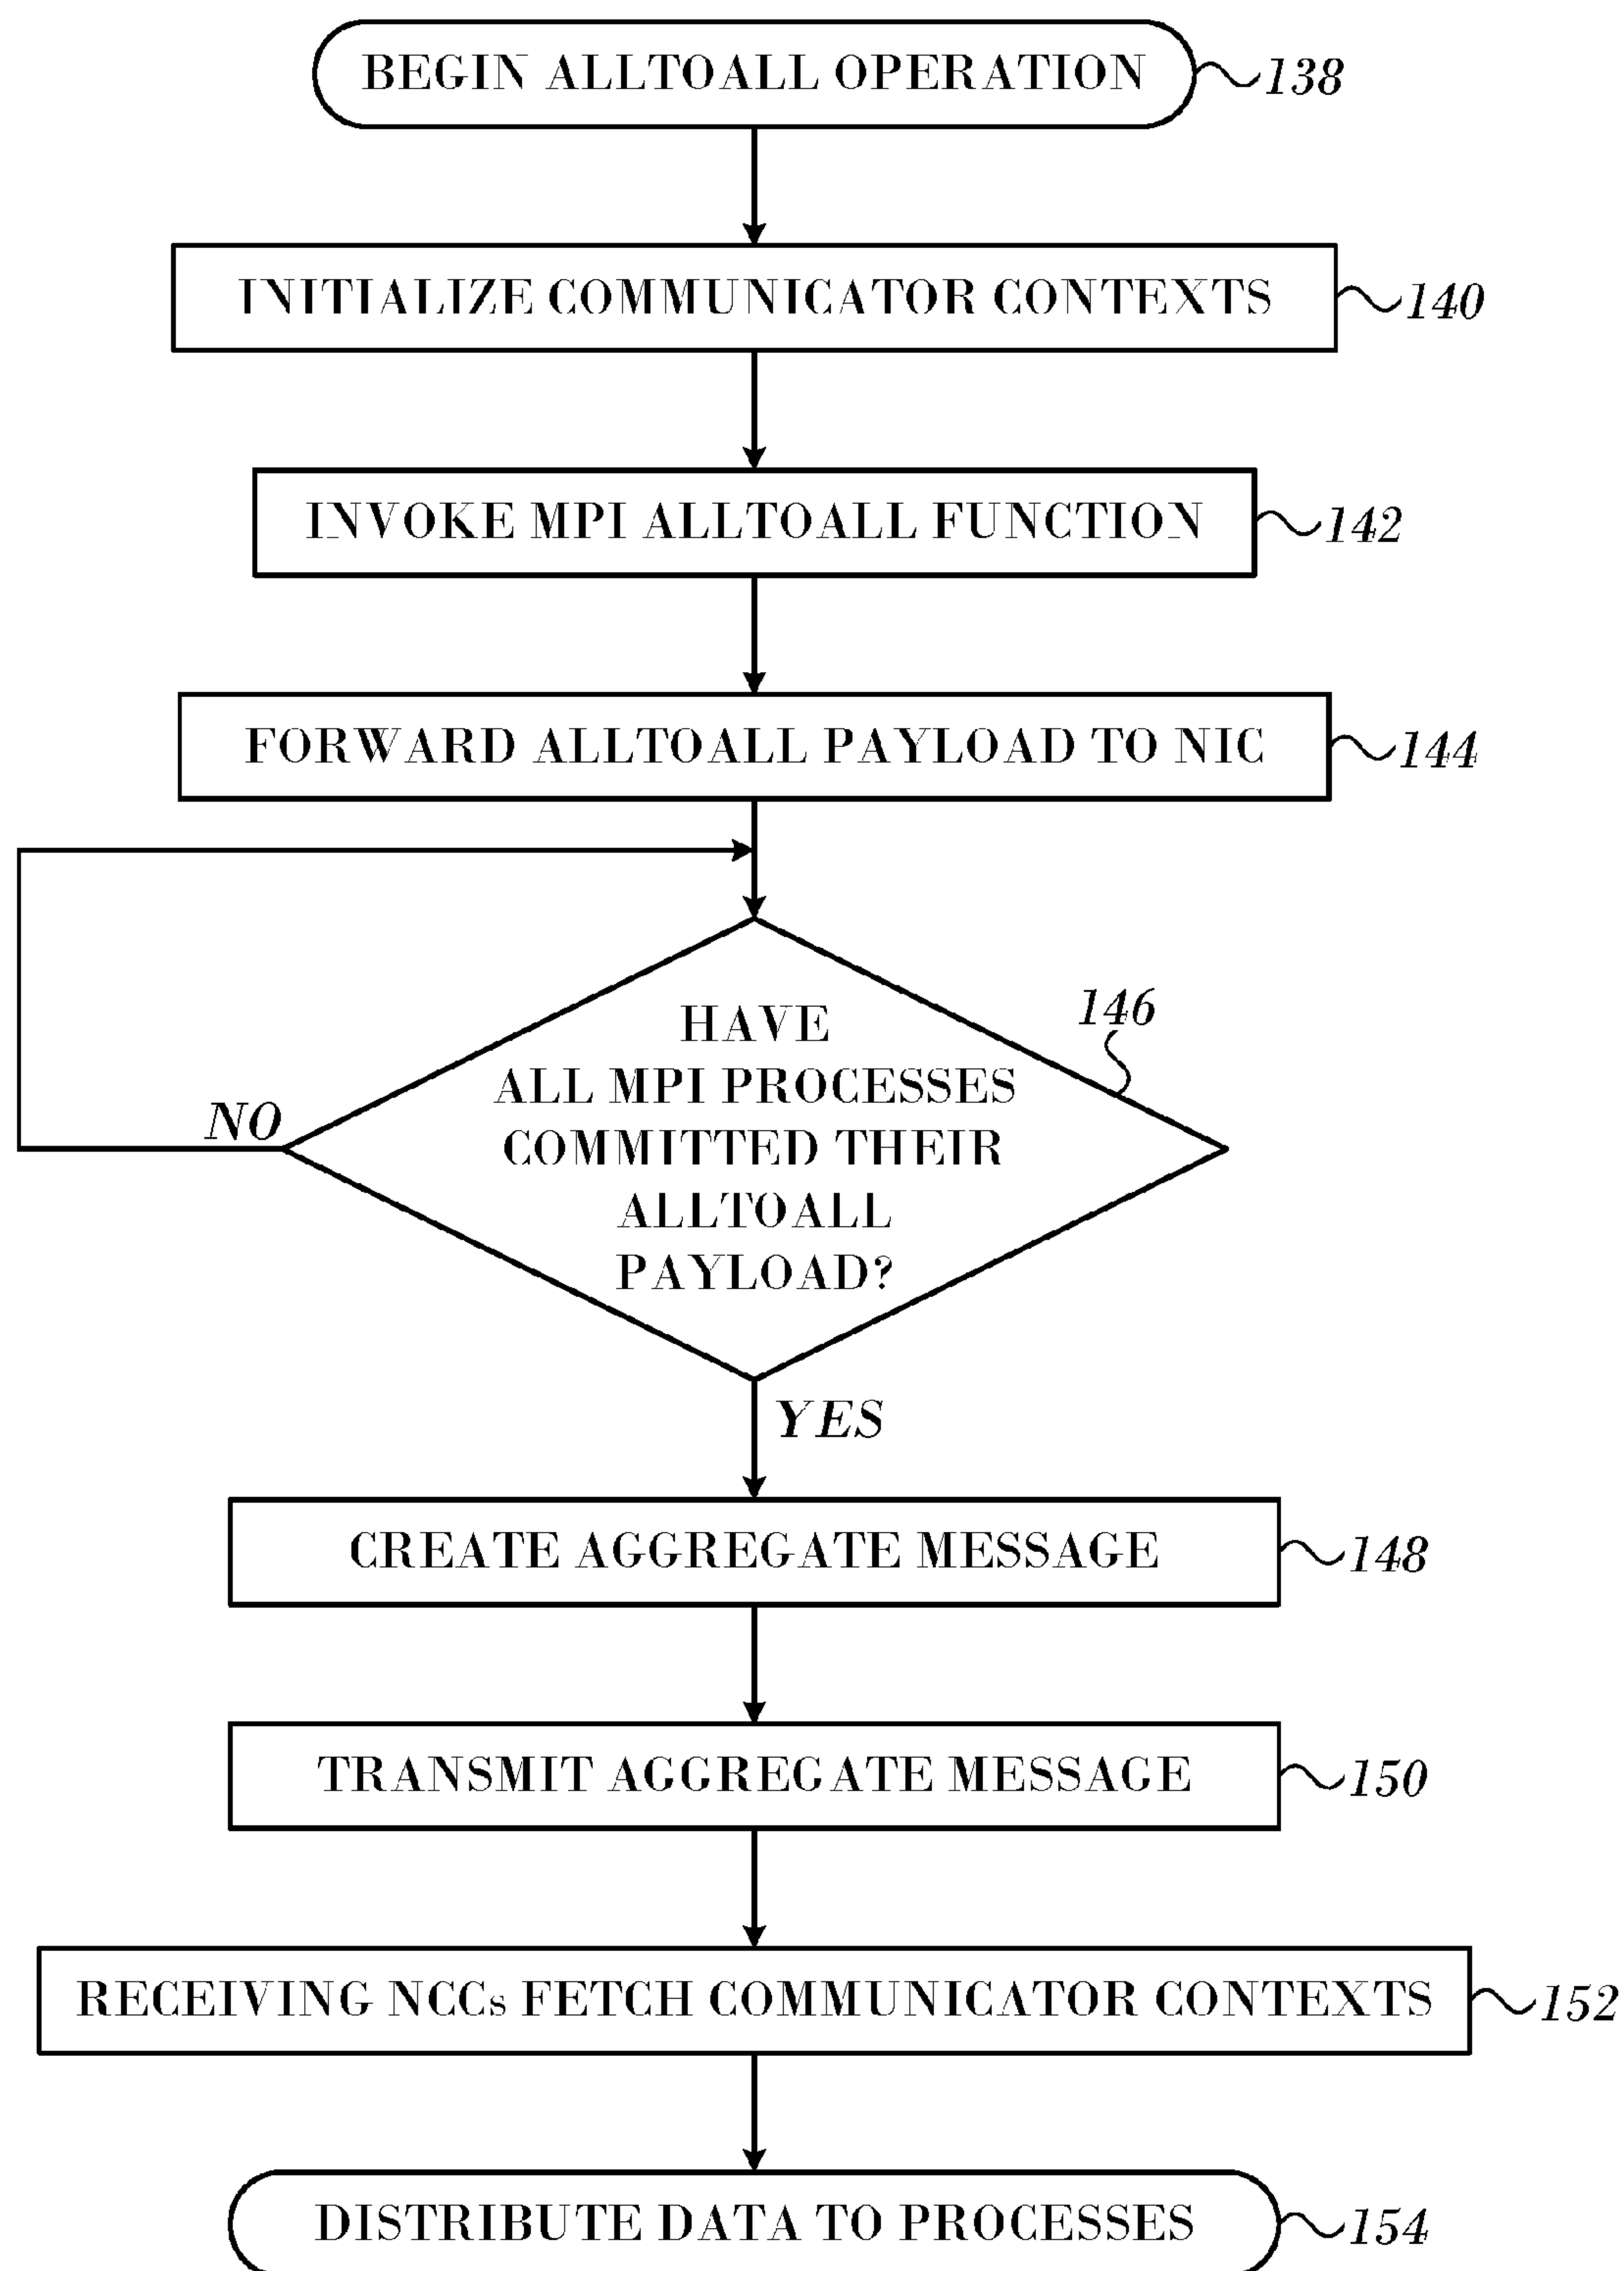 BEGIN ALLTOALL OPERATION 138
INITIALIZE COMMUNICATOR CONTEXTS 140
INVOKE MPI ALLTOALL FUNCTION 142
FORWARD ALLTOALL PAYLOAD TO NIC 144
146
HAVE
ALL MPI PROCESSES
COMMITTED THEIR
ALLTOALL
PAYLOAD?
NO
YES
CREATE AGGREGATE MESSAGE 148
TRANSMIT AGGREGATE MESSAGE 150
RECEIVING NCCs FETCH COMMUNICATOR CONTEXTS 152
DISTRIBUTE DATA TO PROCESSES 154